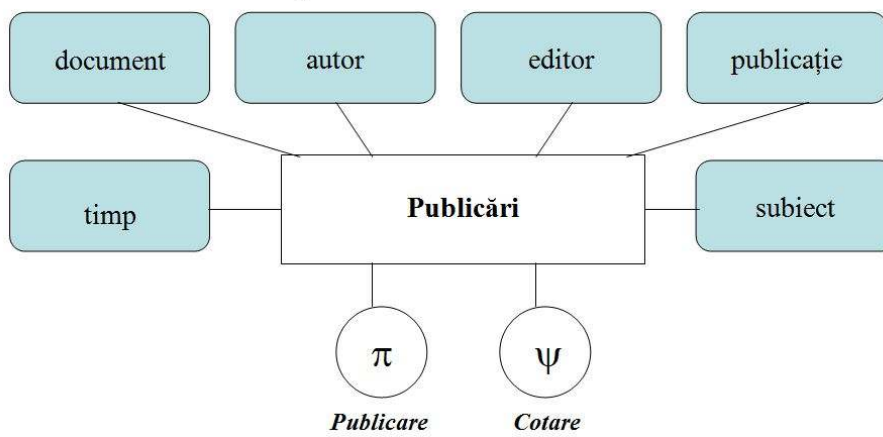 document
autor
editor
publicație
timp
Publicări
subiect
π
ψ
Publicare
Cotare